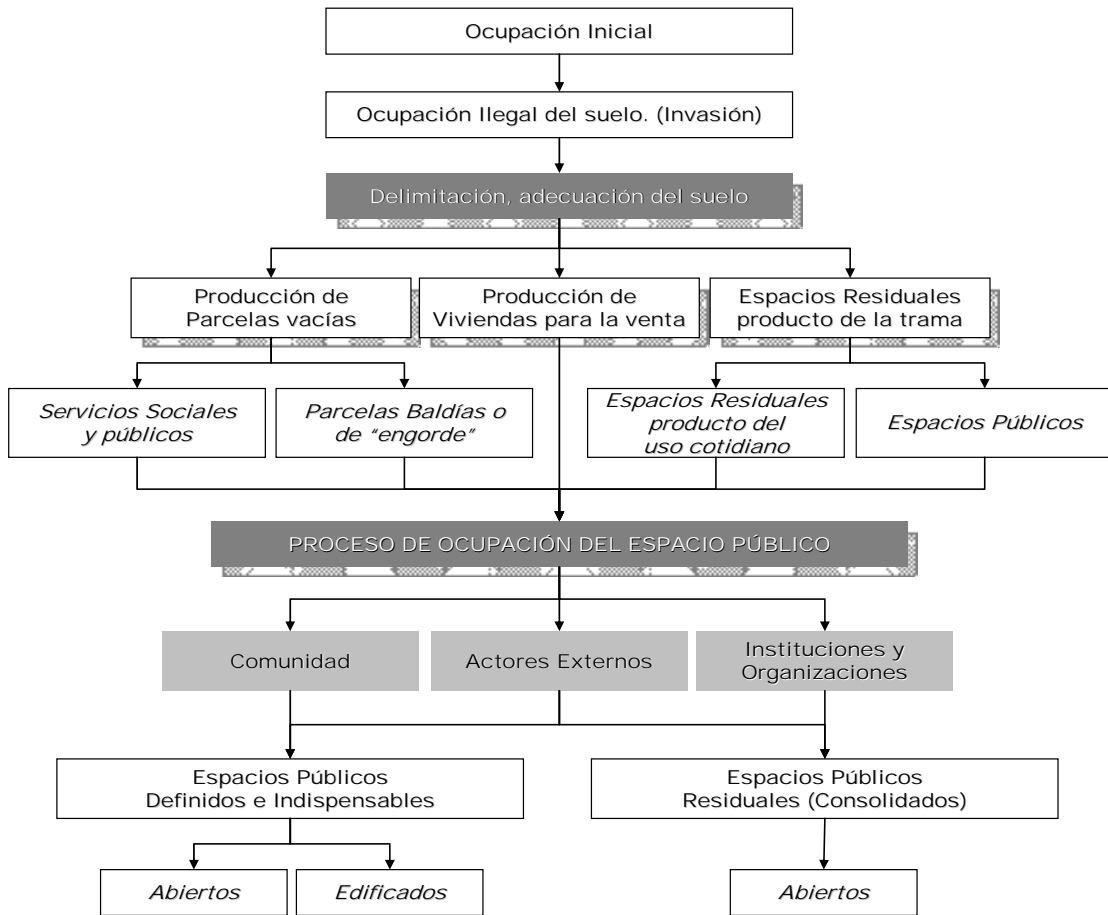 Ocupación Inicial
Ocupación Ilegal del suelo. (Invasión)
Delimitación, adecuación del suelo
Producción de
Parcelas vacías
Producción de
Viviendas para la venta
Espacios Residuales
producto de la trama
Servicios Sociales
y públicos
Parcelas Baldías o
de “engorde”
Espacios Residuales
producto del
uso cotidiano
Espacios Públicos
PROCESO DE OCUPACIÓN DEL ESPACIO PÚBLICO
Comunidad
Actores Externos
Instituciones y
Organizaciones
Espacios Públicos
Definidos e Indispensables
Espacios Públicos
Residuales (Consolidados)
Abiertos
Edificados
Abiertos